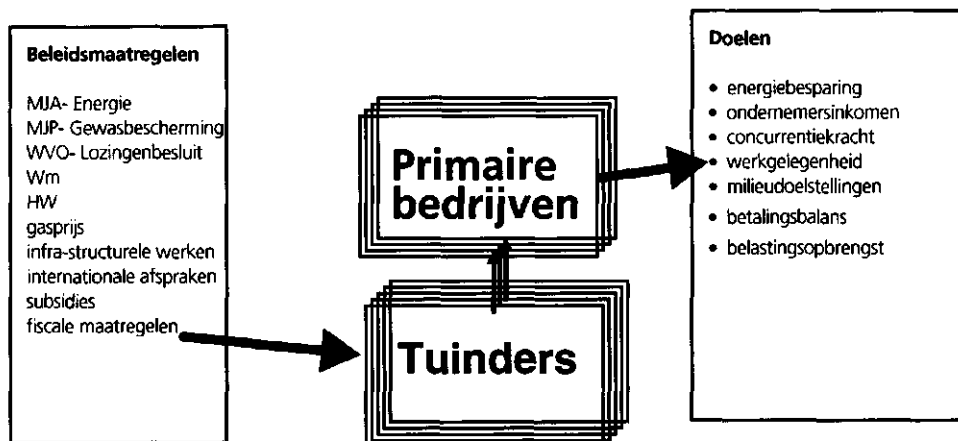 Beleidsmaatregelen
MJA- Energie
MJP- Gewasbescherming
WVO- Lozingenbesluit
Wm
HW
gasprijs
infra-structurele werken
internationale afspraken
subsidies
fiscale maatregelen
Primaire
bedrijven
Tuinders
Doelen
• energiebesparing
• ondernemersinkomen
• concurrentiekracht
• werkgelegenheid
• milieudoelstellingen
• betalingsbalans
• belastingsopbrengst